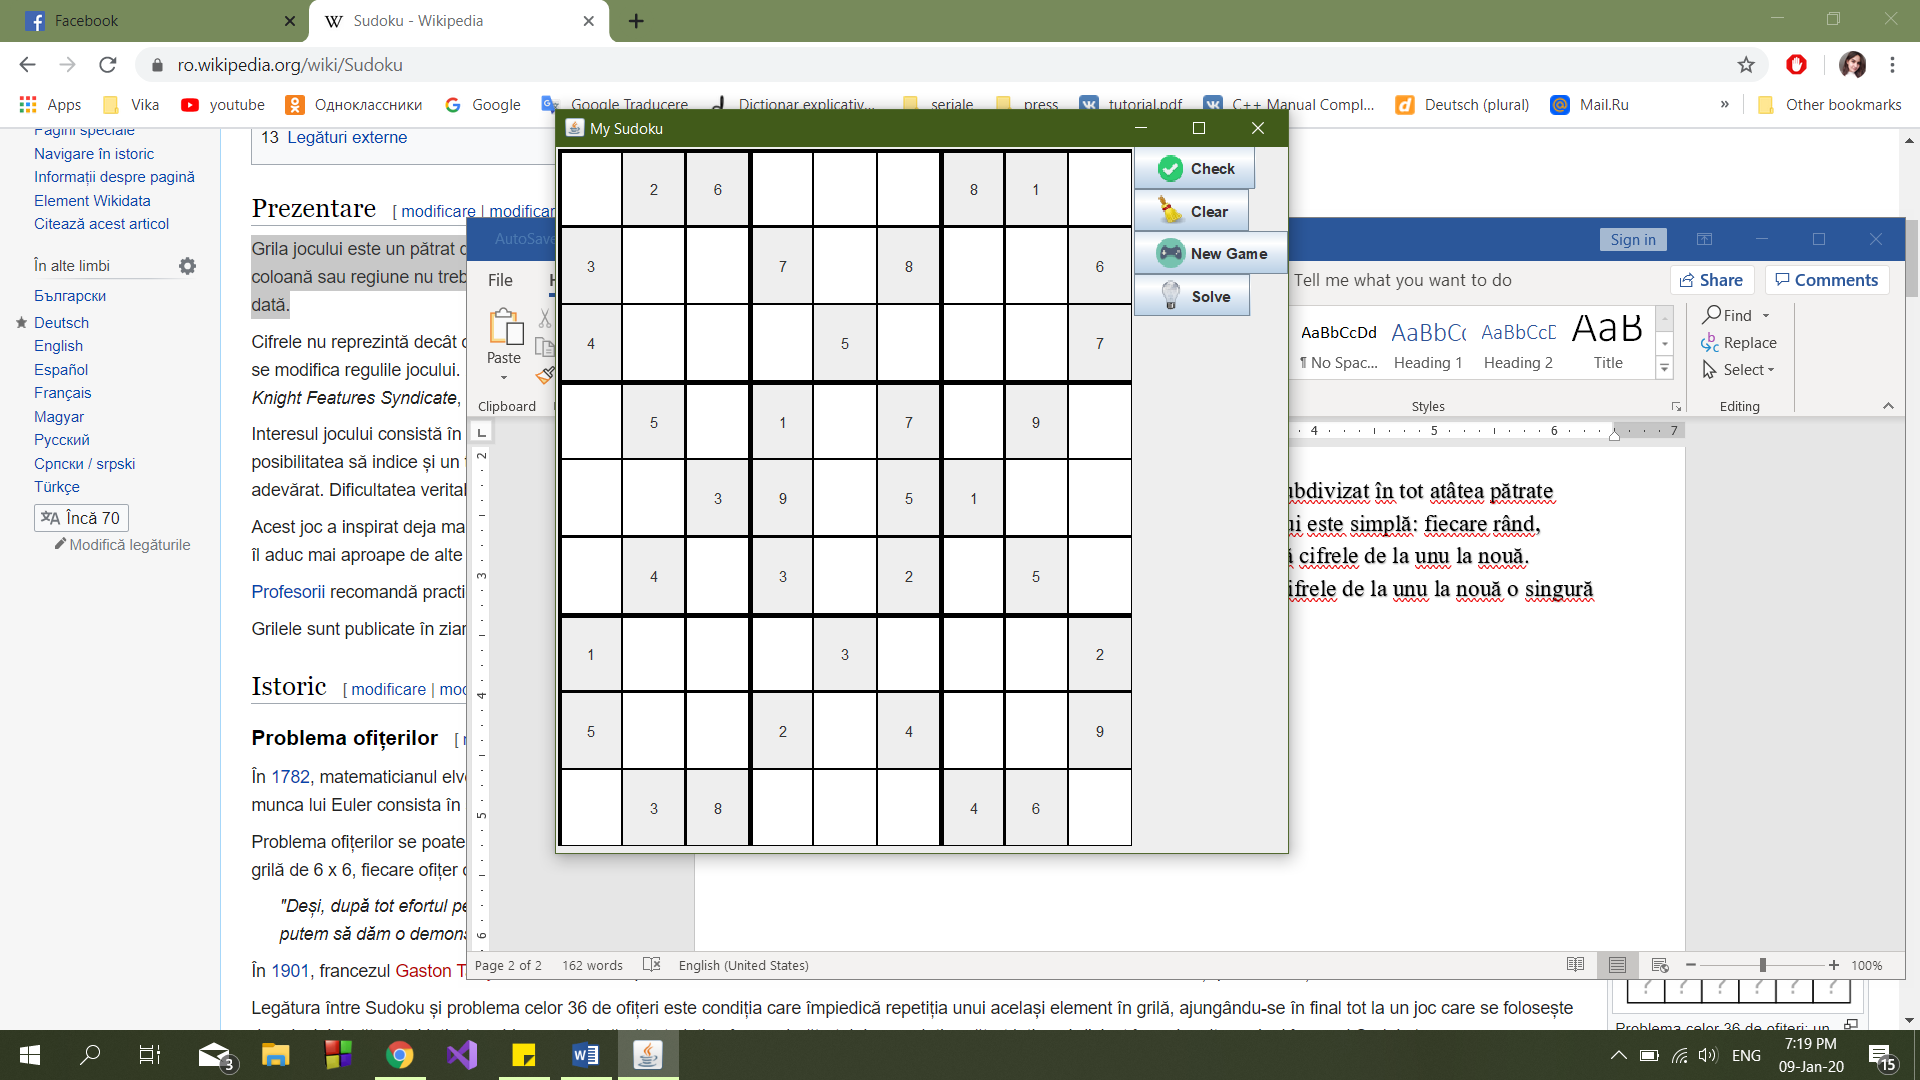 Facebook
Sudoku - Wikipedia
ro.wikipedia.org/wiki/Sudoku
Apps
Vika
youtube
Одноклассники
Google
Google Traducere
Dictionar explicativ...
seriale
press
tutorial.pdf
C++ Manual Compl...
Deutsch (plural)
Mail.Ru
»
Other bookmarks
Pagini speciale
Navigare în istoric
Informații despre pagină
Element Wikidata
Citează acest articol
În alte limbi
Български
Deutsch
English
Español
Français
Magyar
Русский
Српски / srpski
Türkçe
Încă 70
Modifică legăturile
13 Legături externe
Prezentare [ modificare | modificar
Grila jocului este un pătrat
coloană sau regiune nu treb
dată.
Cifrele nu reprezintă decât
se modifica regulile jocului.
Knight Features Syndicate,
Interesul jocului consistă în
posibilitatea să indice și un
adevărat. Dificultatea verital
Acest joc a inspirat deja ma
îl aduc mai aproape de alte
Profesorii recomandă practi
Grilele sunt publicate în ziar
Istoric [ modificare | mod
Problema ofițerilor [
În 1782, matematicianul elve
munca lui Euler consista în
Problema ofițerilor se poate
grilă de 6 x 6, fiecare ofițer
"Deși, după tot efortul pe
putem să dăm o demons
În 1901, francezul Gaston T
Legătura între Sudoku și problema celor 36 de ofițeri este condiția care împiedică repetiția unui același element în grilă, ajungându-se în final tot la un joc care se folosește
My Sudoku
2 6 8 1
3 7 8 6
4 5 7
5 1 7 9
3 9 5 1
4 3 2 5
1 3 2
5 2 4 9
3 8 4 6
Check
Clear
New Game
Solve
AutoSave
Sign in
File
Tell me what you want to do
Share
Comments
Paste
Clipboard
AaBbCcDd
¶ No Spac...
AaBbC
Heading 1
AaBbCcD
Heading 2
AaB
Title
Styles
Find
Replace
Select
Editing
4 5 6 7
2
3
4
5
6
ubdivizat în tot atâtea pătrate
ui este simplă: fiecare rând,
cifrele de la unu la nouă.
ifrele de la unu la nouă o singură
Page 2 of 2
162 words
English (United States)
100%
? ? ? ? ? ?
Problema celor 36 de ofițeri: un
3
ENG
7:19 PM
09-Jan-20
15